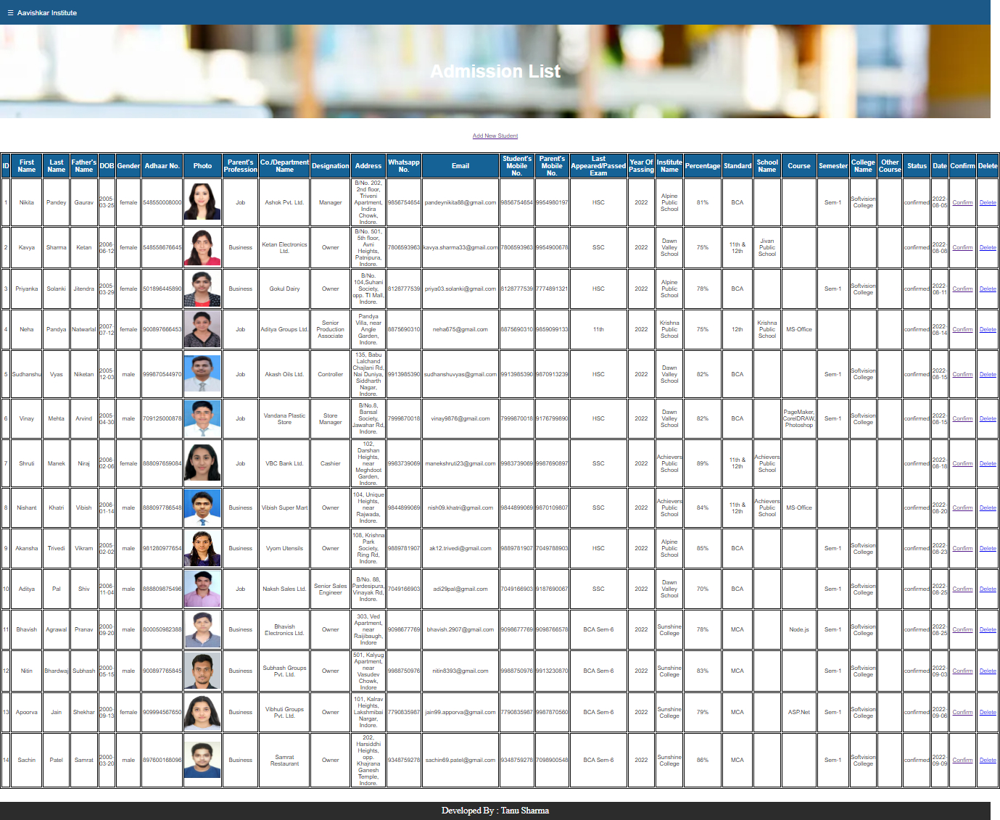 ☰ Aavishkar Institute
Admission List
Add New Student
ID First Name Last Name Father's Name DOB Gender Adhaar No. Photo Parent's Profession Co./Department Name Designation Address Whatsapp No. Email Student's Mobile No. Parent's Mobile No. Last Appeared/Passed Exam Year Of Passing Institute Name Percentage Standard School Name Course Semester College Name Other Course Status Date Confirm Delete
1 Nikita Pandey Gaurav 2005-03-25 female 548550008000 Job Ashok Pvt. Ltd. Manager B/No. 202, 2nd floor, Triveni Apartment, Indira Chowk, Indore. 9856754654 pandeynikita88@gmail.com 9856754654 9954980197 HSC 2022 Alpine Public School 81% BCA Sem-1 Softvision College confirmed 2022-08-05 Confirm Delete
2 Kavya Sharma Ketan 2006-06-12 female 548558676645 Business Ketan Electronics Ltd. Owner B/No. 501, 5th floor, Avni Heights, Patnipura, Indore. 7806593963 kavya.sharma33@gmail.com 7806593963 9954900678 SSC 2022 Dawn Valley School 75% 11th & 12th Jivan Public School confirmed 2022-08-08 Confirm Delete
3 Priyanka Solanki Jitendra 2005-03-29 female 501896445890 Business Gokul Dairy Owner B/No. 104,Suhani Society, opp. TI Mall, Indore. 8128777539 priya03.solanki@gmail.com 8128777539 7774891321 HSC 2022 Alpine Public School 78% BCA Sem-1 Softvision College confirmed 2022-08-11 Confirm Delete
4 Neha Pandya Natwarlal 2007-07-12 female 900897666453 Job Aditya Groups Ltd. Senior Production Associate Pandya Villa, near Angle Garden, Indore. 8875690310 neha675@gmail.com 8875690310 9859099133 11th 2022 Krishna Public School 75% 12th Krishna Public School MS-Office confirmed 2022-08-14 Confirm Delete
5 Sudhanshu Vyas Niketan 2005-12-03 male 999870544970 Job Akash Oils Ltd. Controller 135, Babu Lalchand Chajlani Rd, Nai Duniya, Siddharth Nagar, Indore. 9913985390 sudhanshuvyas@gmail.com 9913985390 9870913239 HSC 2022 Dawn Valley School 82% BCA Sem-1 Softvision College confirmed 2022-08-15 Confirm Delete
6 Vinay Mehta Arvind 2005-04-30 male 709125000878 Job Vandana Plastic Store Store Manager B/No.8, Bansal Society, Jawahar Rd, Indore. 7999870018 vinay9876@gmail.com 7999870018 9176799890 HSC 2022 Dawn Valley School 82% BCA PageMaker, CorelDRAW, Photoshop Sem-1 Softvision College confirmed 2022-08-15 Confirm Delete
7 Shruti Manek Niraj 2006-02-06 female 888097659084 Job VBC Bank Ltd. Cashier 102, Darshan Heights, near Meghdoot Garden, Indore. 9983739069 manekshruti23@gmail.com 9983739069 9987690897 SSC 2022 Achievers Public School 89% 11th & 12th Achievers Public School confirmed 2022-08-18 Confirm Delete
8 Nishant Khatri Vibish 2006-01-14 male 888097786548 Business Vibish Super Mart Owner 104, Unique Heights, near Rajwada, Indore. 9844899069 nish09.khatri@gmail.com 9844899069 9870109807 SSC 2022 Achievers Public School 84% 11th & 12th Achievers Public School MS-Office confirmed 2022-08-20 Confirm Delete
9 Akansha Trivedi Vikram 2005-02-02 male 981280977654 Business Vyom Utensils Owner 108, Krishna Park Society, Ring Rd, Indore. 9889781907 ak12.trivedi@gmail.com 9889781907 7049788903 HSC 2022 Alpine Public School 85% BCA Sem-1 Softvision College confirmed 2022-08-23 Confirm Delete
10 Aditya Pal Shiv 2006-11-04 male 888809875496 Job Naksh Sales Ltd. Senior Sales Engineer B/No. 88, Pardesipura, Vinayak Rd, Indore. 7049166903 adi29pal@gmail.com 7049166903 9187690067 SSC 2022 Dawn Valley School 70% BCA Sem-1 Softvision College confirmed 2022-08-25 Confirm Delete
11 Bhavish Agrawal Pranav 2000-09-20 male 800050982388 Business Bhavish Electronics Ltd. Owner 303, Ved Apartment, near Raijibaugh, Indore 9098677769 bhavish.2907@gmail.com 9098677769 9098766578 BCA Sem-6 2022 Sunshine College 78% MCA Node.js Sem-1 Softvision College confirmed 2022-08-25 Confirm Delete
12 Nitin Bhardwaj Subhash 2000-05-15 male 900897765845 Business Subhash Groups Pvt. Ltd. Owner 501, Kalyug Apartment, near Vasudev Chowk, Indore 9988750976 nitin8393@gmail.com 9988750976 9913230870 BCA Sem-6 2022 Sunshine College 83% MCA Sem-1 Softvision College confirmed 2022-09-03 Confirm Delete
13 Apoorva Jain Shekhar 2000-09-13 female 909994567650 Business Vibhuti Groups Pvt. Ltd. Owner 101, Kalrav Heights, Lakshmibai Nargar, Indore. 7790835987 jain99.apporva@gmail.com 7790835987 9987870560 BCA Sem-6 2022 Sunshine College 79% MCA ASP.Net Sem-1 Softvision College confirmed 2022-09-06 Confirm Delete
14 Sachin Patel Samrat 2000-03-20 male 897600168096 Business Samrat Restaurant Owner 202, Harsiddhi Heights, opp. Khajrana Ganesh Temple, Indore. 9348759278 sachin69.patel@gmail.com 9348759278 7098900548 BCA Sem-6 2022 Sunshine College 86% MCA Sem-1 Softvision College confirmed 2022-09-09 Confirm Delete
Developed By : Tanu Sharma